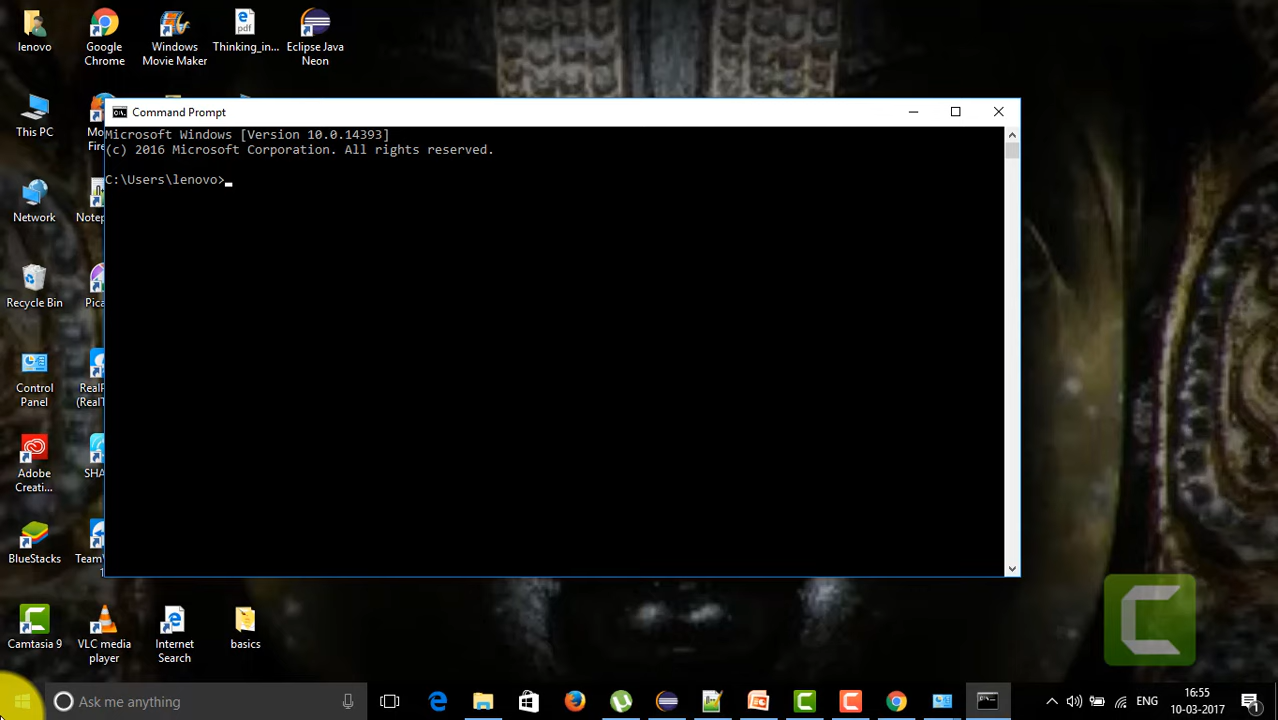 lenovo
Google
Chrome
Windows
Movie Maker
pdf
Thinking_in...
Eclipse Java
Neon
This PC
Network
Recycle Bin
Control
Panel
Adobe
Creati...
BlueStacks
Camtasia 9
VLC media
player
Internet
Search
basics
Command Prompt
Microsoft Windows [Version 10.0.14393]
(c) 2016 Microsoft Corporation. All rights reserved.
C:\Users\lenovo>
Ask me anything
ENG
16:55
10-03-2017
1